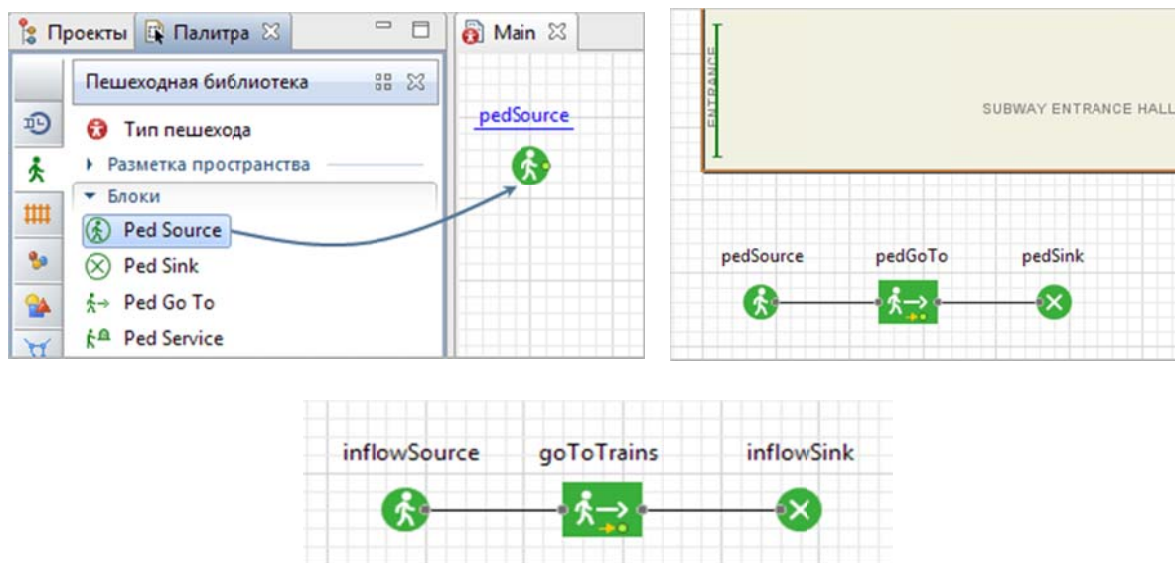 Проекты Палитра Main
Пешеходная библиотека
Тип пешехода
Разметка пространства
Блоки
Ped Source
Ped Sink
Ped Go To
Ped Service
pedSource
ENTRANCE
SUBWAY ENTRANCE HALL
pedSource pedGoTo pedSink
inflowSource goToTrains inflowSink